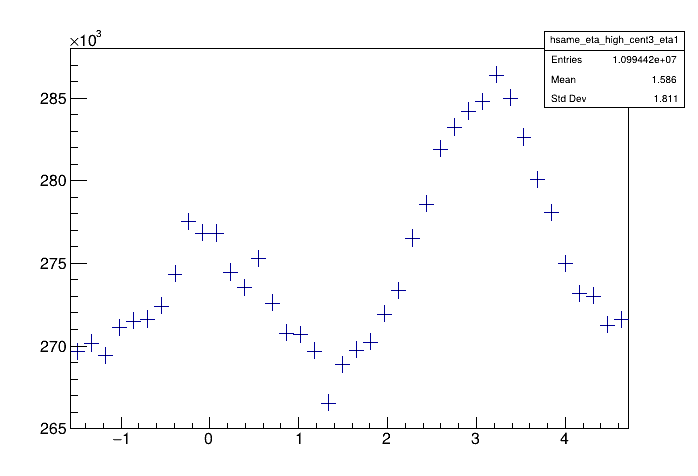 ×10³
hsame_eta_high_cent3_eta1
Entries 1.099442e+07
Mean 1.586
Std Dev 1.811
285
280
275
270
265
−1 0 1 2 3 4